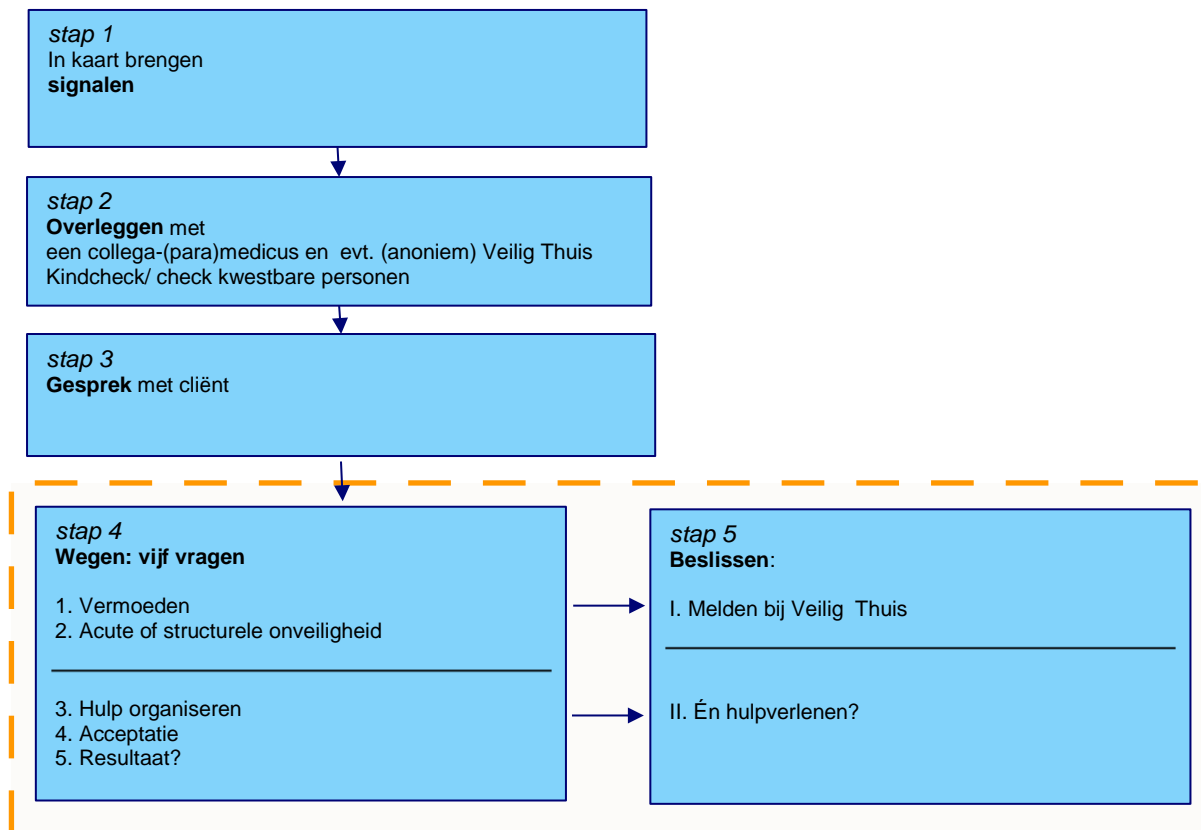 stap 1
In kaart brengen
signalen
stap 2
Overleggen met
een collega-(para)medicus en evt. (anoniem) Veilig Thuis
Kindcheck/ check kwestbare personen
stap 3
Gesprek met cliënt
stap 4
Wegen: vijf vragen
1. Vermoeden
2. Acute of structurele onveiligheid
3. Hulp organiseren
4. Acceptatie
5. Resultaat?
stap 5
Beslissen:
I. Melden bij Veilig Thuis
II. Én hulpverlenen?